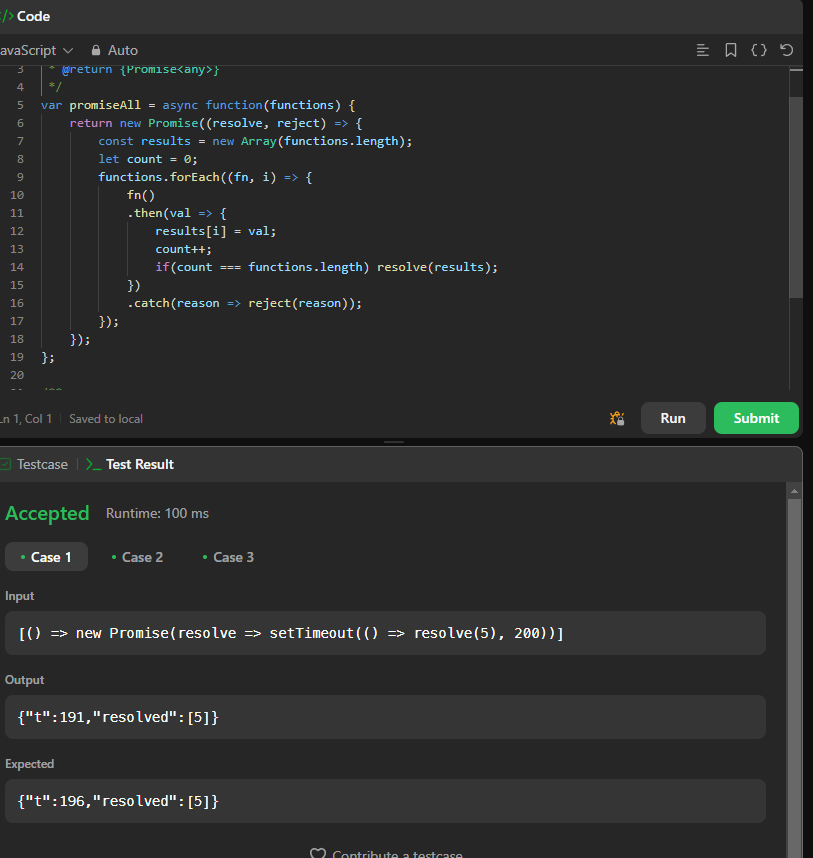 </> Code
avaScript Auto
3 * @return {Promise<any>}
4 */
5 var promiseAll = async function(functions) {
6 return new Promise((resolve, reject) => {
7 const results = new Array(functions.length);
8 let count = 0;
9 functions.forEach((fn, i) => {
10 fn()
11 .then(val => {
12 results[i] = val;
13 count++;
14 if(count === functions.length) resolve(results);
15 })
16 .catch(reason => reject(reason));
17 });
18 });
19 };
20
Ln 1, Col 1 Saved to local
Run Submit
Testcase >_ Test Result
Accepted Runtime: 100 ms
• Case 1 • Case 2 • Case 3
Input
[() => new Promise(resolve => setTimeout(() => resolve(5), 200))]
Output
{"t":191,"resolved":[5]}
Expected
{"t":196,"resolved":[5]}
Contribute a testcase